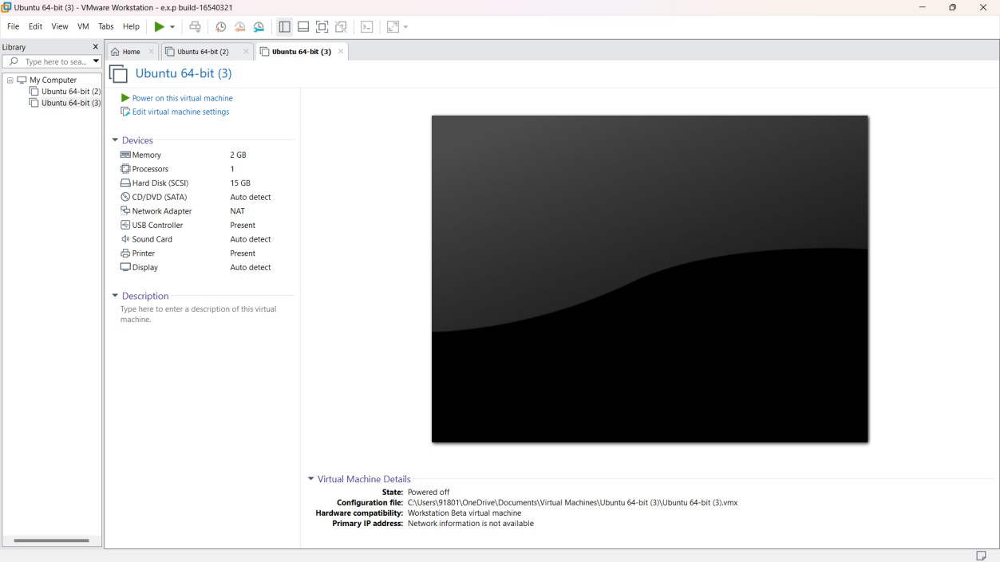 Ubuntu 64-bit (3) - VMware Workstation - e.x.p build-16540321
File Edit View VM Tabs Help
Library
Type here to sea...
My Computer
Ubuntu 64-bit (2)
Ubuntu 64-bit (3)
Home Ubuntu 64-bit (2) Ubuntu 64-bit (3)
Ubuntu 64-bit (3)
Power on this virtual machine
Edit virtual machine settings
Devices
Memory 2 GB
Processors 1
Hard Disk (SCSI) 15 GB
CD/DVD (SATA) Auto detect
Network Adapter NAT
USB Controller Present
Sound Card Auto detect
Printer Present
Display Auto detect
Description
Type here to enter a description of this virtual
machine.
Virtual Machine Details
State: Powered off
Configuration file: C:\Users\91801\OneDrive\Documents\Virtual Machines\Ubuntu 64-bit (3)\Ubuntu 64-bit (3).vmx
Hardware compatibility: Workstation Beta virtual machine
Primary IP address: Network information is not available